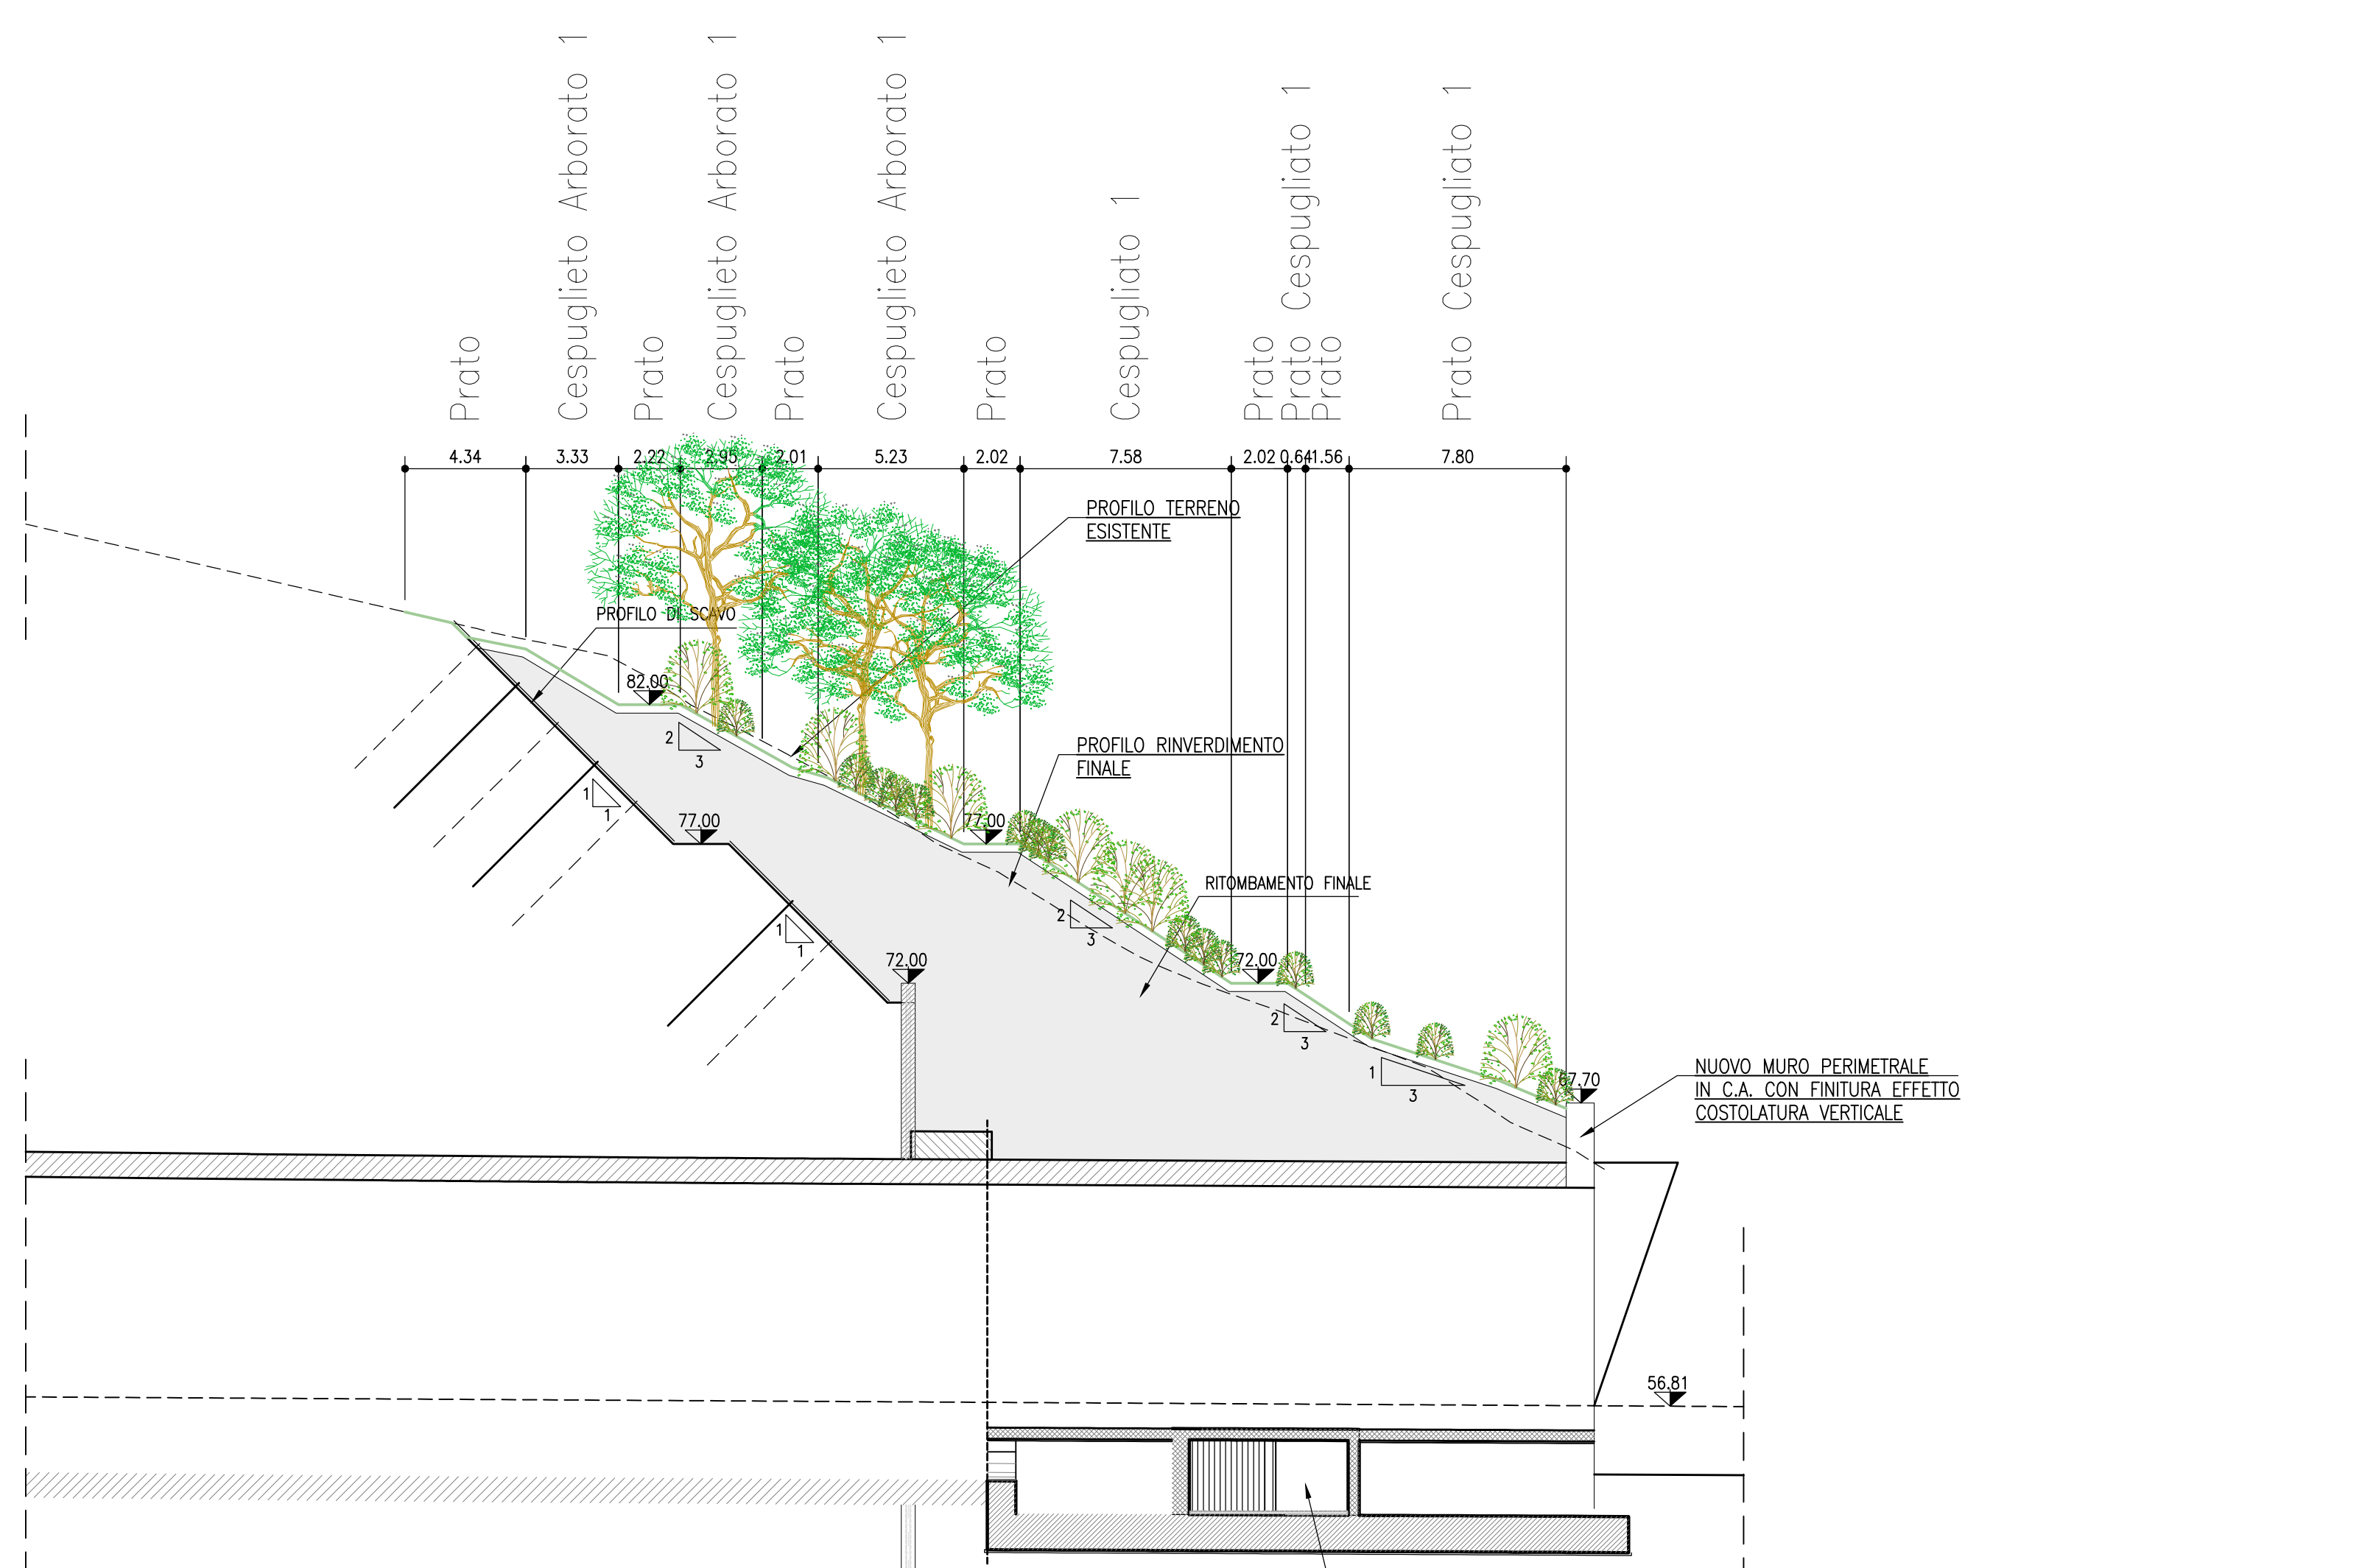 Prato
Cespuglieto Arborato 1
Prato
Cespuglieto Arborato 1
Prato
Cespuglieto Arborato 1
Prato
Cespugliato 1
Prato
Prato Cespugliato 1
Prato
Prato Cespugliato 1
4.34 3.33 2.22 2.95 2.01 5.23 2.02 7.58 2.02 0.64 1.56 7.80
PROFILO TERRENO
ESISTENTE
PROFILO DI SCAVO
82.00
2
3
PROFILO RINVERDIMENTO
FINALE
1
1
77.00
77.00
RITOMBAMENTO FINALE
2
3
1
1
72.00
72.00
2
3
1
3
67.70
NUOVO MURO PERIMETRALE
IN C.A. CON FINITURA EFFETTO
COSTOLATURA VERTICALE
56.81